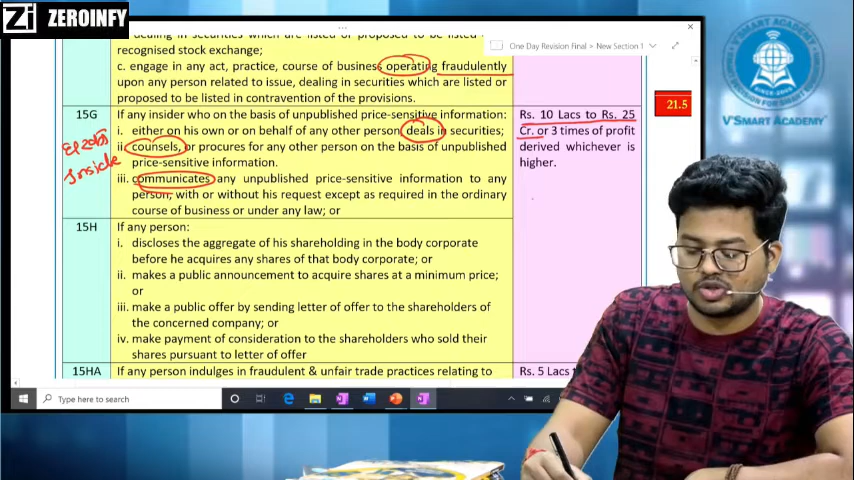 Zi ZEROINFY
dealing in securities which are listed or proposed to be listed
recognised stock exchange;
c. engage in any act, practice, course of business operating fraudulently
upon any person related to issue, dealing in securities which are listed or
proposed to be listed in contravention of the provisions.
One Day Revision Final > New Section 1
V'SMART ACADEMY
SINCE-2006
V'SMART ACADEMY
21.5
15G
If any insider who on the basis of unpublished price-sensitive information:
i. either on his own or on behalf of any other person, deals in securities;
ii. counsels, or procures for any other person on the basis of unpublished
price-sensitive information.
iii. communicates any unpublished price-sensitive information to any
person, with or without his request except as required in the ordinary
course of business or under any law; or
Rs. 10 Lacs to Rs. 25
Cr. or 3 times of profit
derived whichever is
higher.
Inside
15H
If any person:
i. discloses the aggregate of his shareholding in the body corporate
before he acquires any shares of that body corporate; or
ii. makes a public announcement to acquire shares at a minimum price;
or
iii. make a public offer by sending letter of offer to the shareholders of
the concerned company; or
iv. make payment of consideration to the shareholders who sold their
shares pursuant to letter of offer
15HA
If any person indulges in fraudulent & unfair trade practices relating to
Rs. 5 Lacs
Type here to search